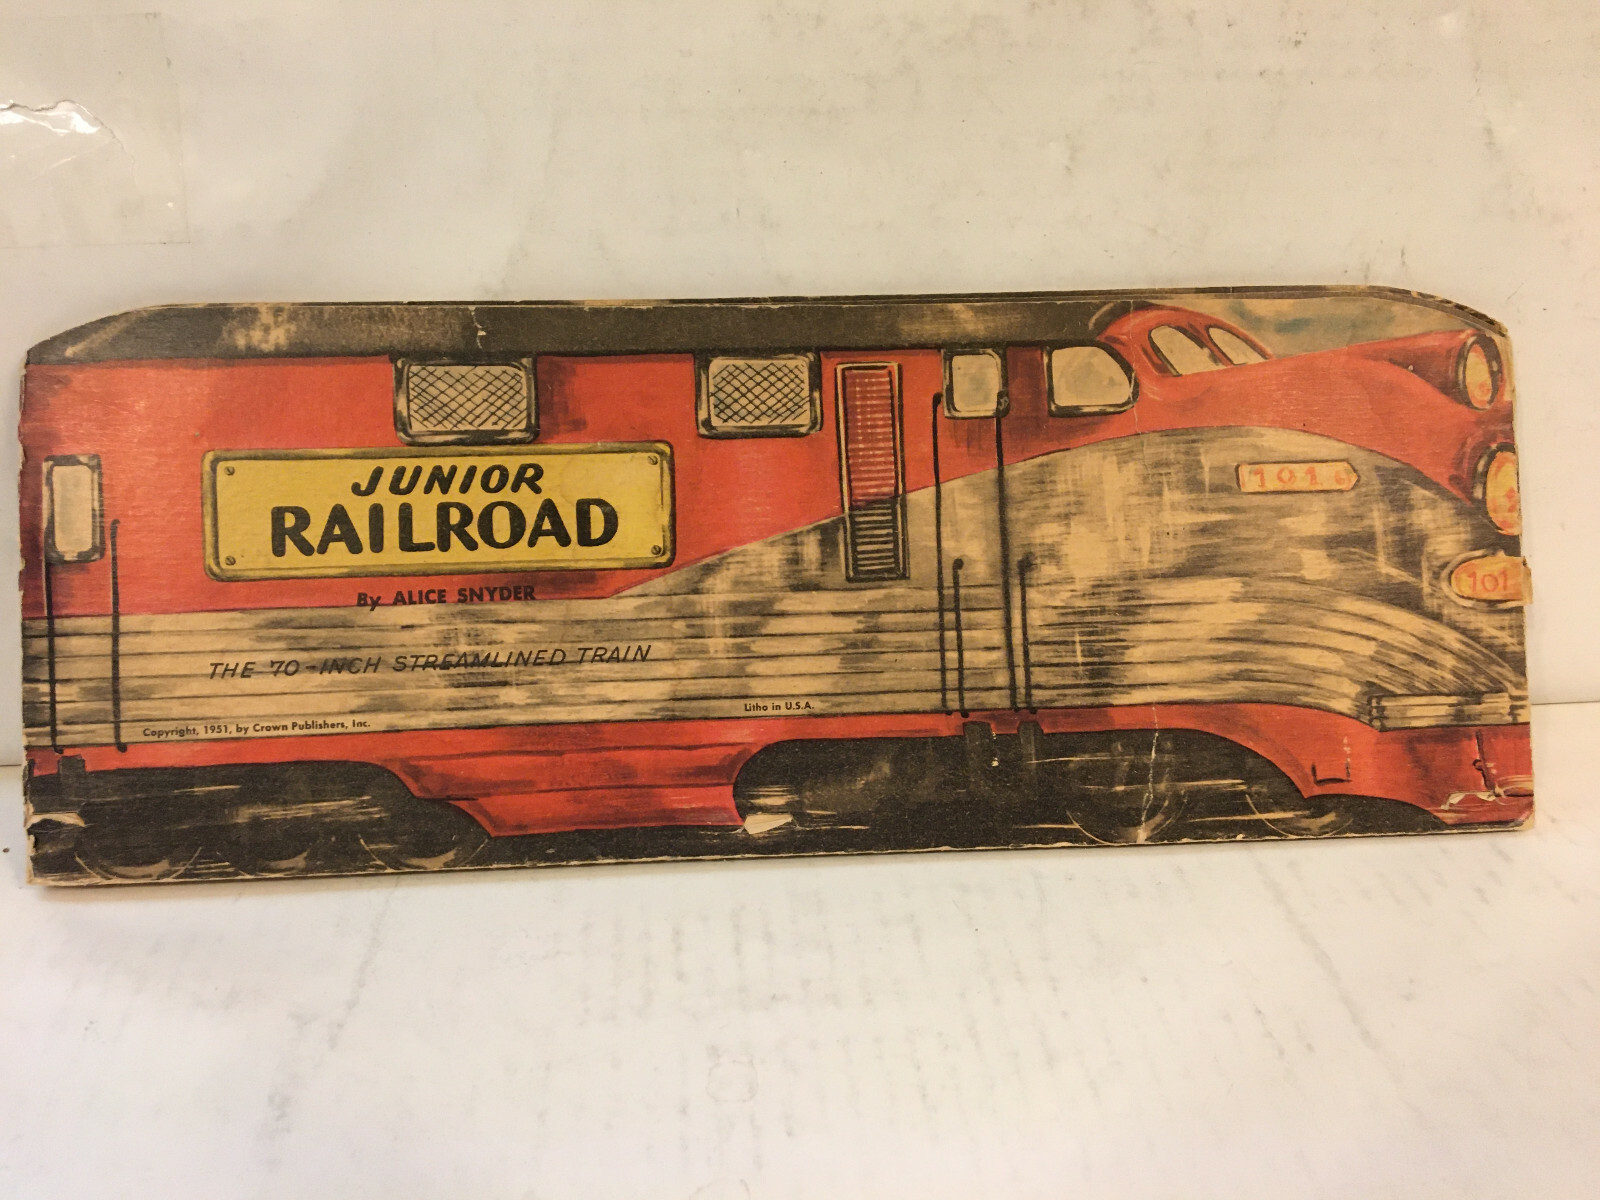 JUNIOR
RAILROAD
By ALICE SNYDER
THE 70-INCH STREAMLINED TRAIN
Copyright, 1951, by Crown Publishers, Inc.
Litho in U.S.A.
1016
101